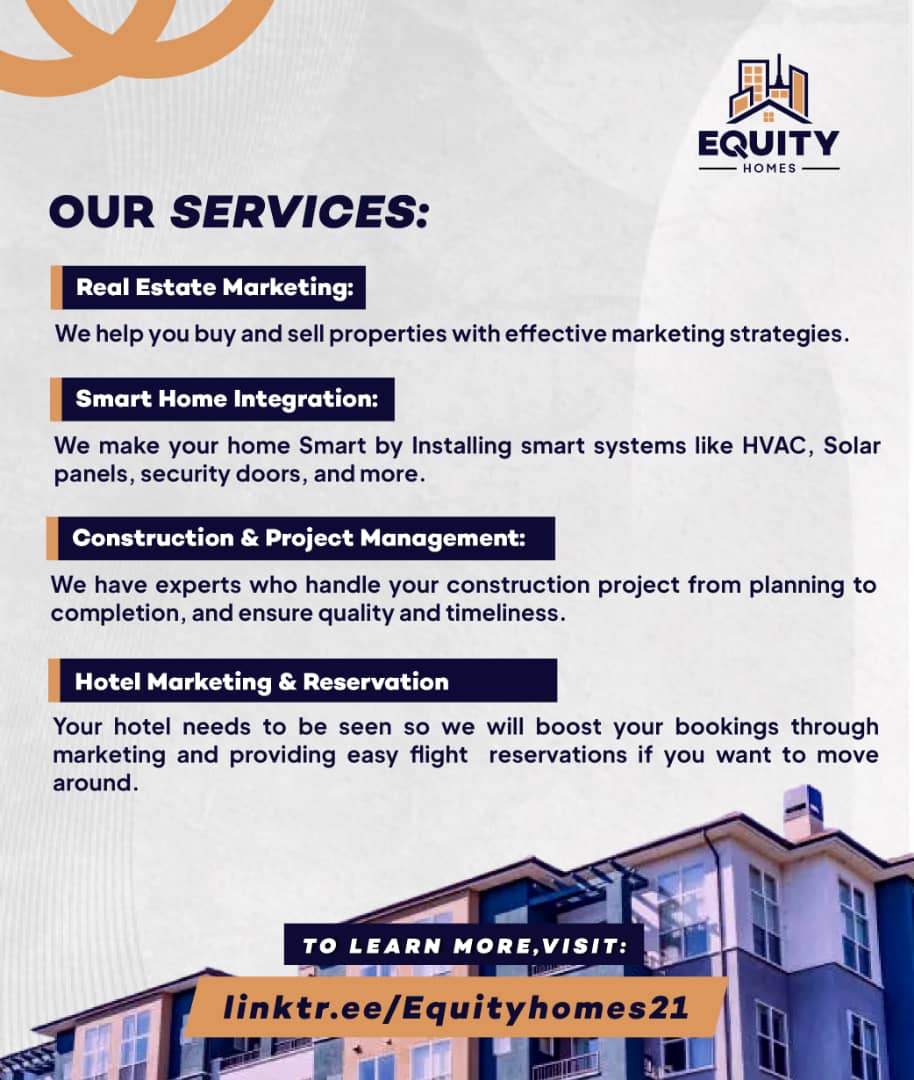 EQUITY
HOMES
OUR SERVICES:
Real Estate Marketing:
We help you buy and sell properties with effective marketing strategies.
Smart Home Integration:
We make your home Smart by Installing smart systems like HVAC, Solar
panels, security doors, and more.
Construction & Project Management:
We have experts who handle your construction project from planning to
completion, and ensure quality and timeliness.
Hotel Marketing & Reservation
Your hotel needs to be seen so we will boost your bookings through
marketing and providing easy flight reservations if you want to move
around.
TO LEARN MORE,VISIT:
linktr.ee/Equityhomes21